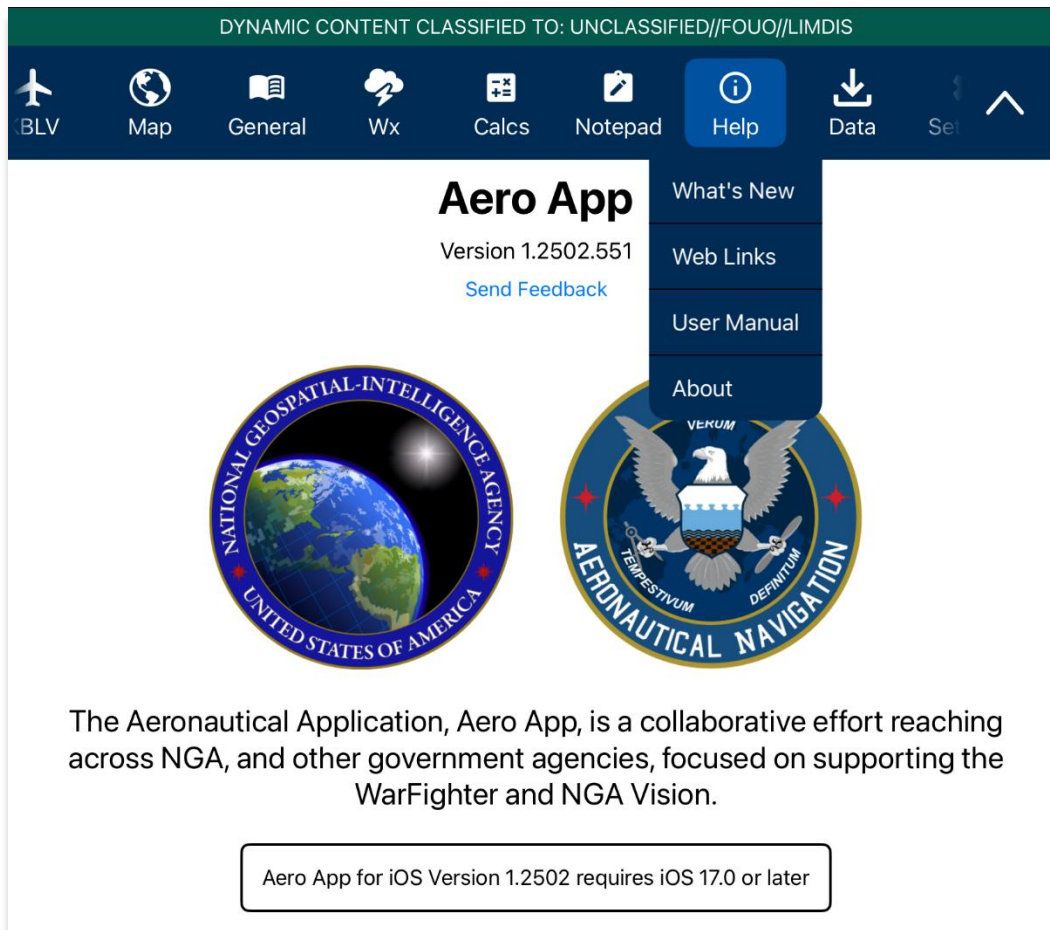 DYNAMIC CONTENT CLASSIFIED TO: UNCLASSIFIED//FOUO//LIMDIS
KBLV
Map
General
Wx
Calcs
Notepad
Help
Data
Set
What's New
Web Links
User Manual
About
Aero App
Version 1.2502.551
Send Feedback
NATIONAL GEOSPATIAL-INTELLIGENCE AGENCY
UNITED STATES OF AMERICA
VERUM
TEMPESTIVUM
DEFINITUM
AERONAUTICAL NAVIGATION
The Aeronautical Application, Aero App, is a collaborative effort reaching
across NGA, and other government agencies, focused on supporting the
WarFighter and NGA Vision.
Aero App for iOS Version 1.2502 requires iOS 17.0 or later